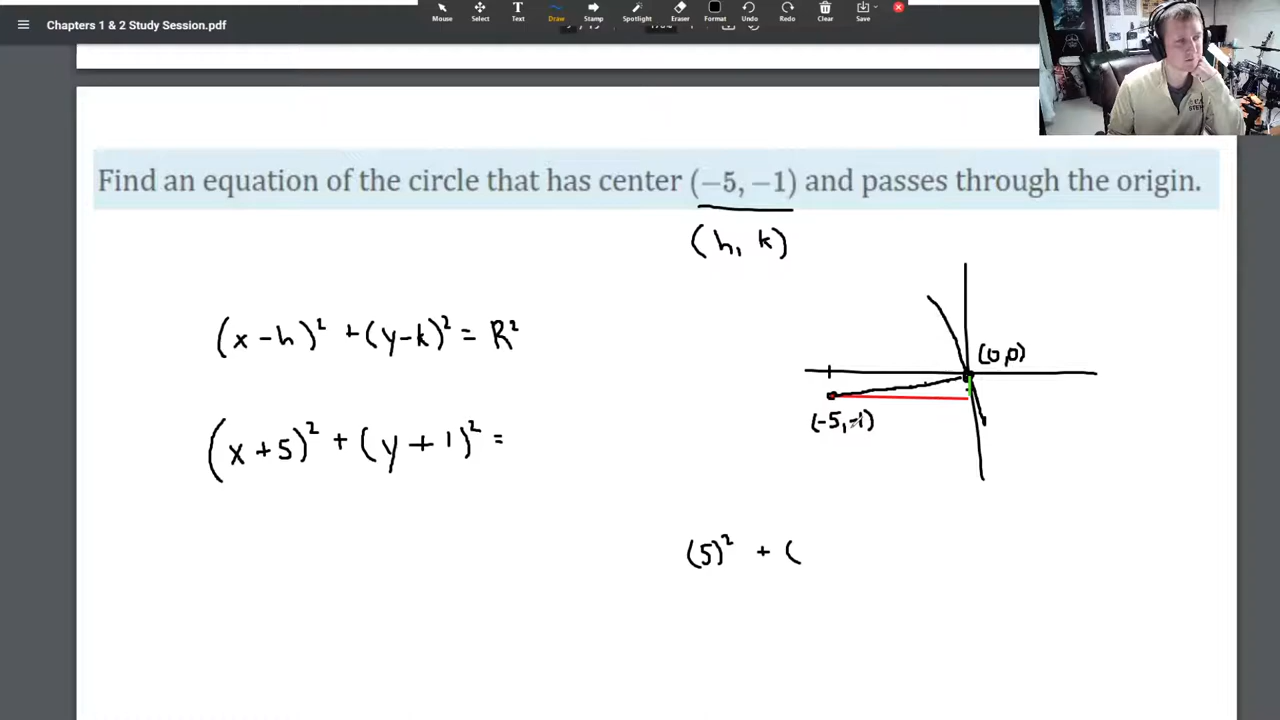 Chapters 1 & 2 Study Session.pdf
Mouse Select Text Draw Stamp Spotlight Eraser Format Undo Redo Clear Save
Find an equation of the circle that has center (−5, −1) and passes through the origin.
(h, k)
(x − h)² + (y − k)² = R²
(0,0)
(−5, −1)
(x + 5)² + (y + 1)² =
(5)² + (